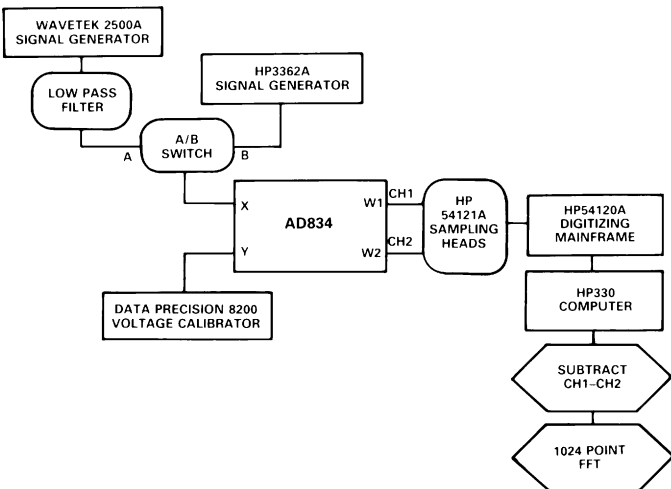 WAVETEK 2500A
SIGNAL GENERATOR
LOW PASS
FILTER
HP3362A
SIGNAL GENERATOR
A/B
SWITCH
A
B
X
Y
AD834
W1
W2
CH1
CH2
HP
54121A
SAMPLING
HEADS
HP54120A
DIGITIZING
MAINFRAME
DATA PRECISION 8200
VOLTAGE CALIBRATOR
HP330
COMPUTER
SUBTRACT
CH1–CH2
1024 POINT
FFT